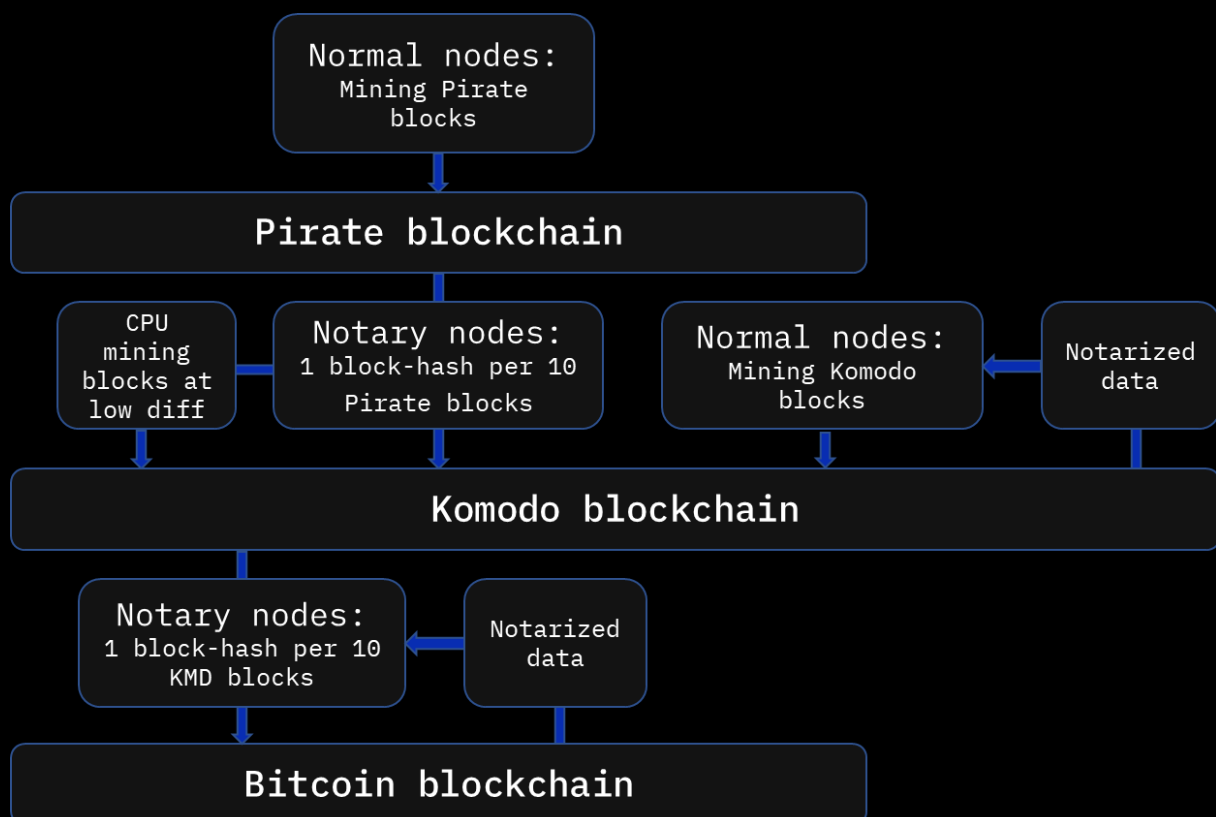 Normal nodes:
Mining Pirate
blocks
Pirate blockchain
CPU
mining
blocks at
low diff
Notary nodes:
1 block-hash per 10
Pirate blocks
Normal nodes:
Mining Komodo
blocks
Notarized
data
Komodo blockchain
Notary nodes:
1 block-hash per 10
KMD blocks
Notarized
data
Bitcoin blockchain